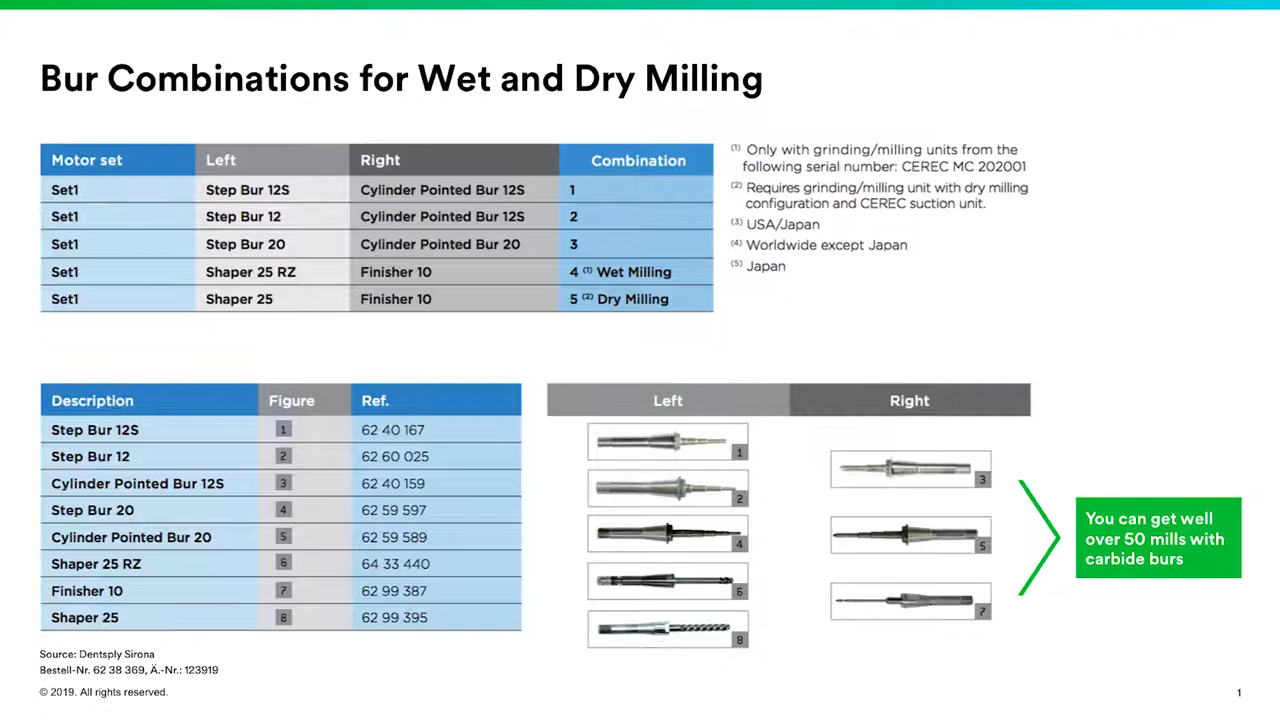 Bur Combinations for Wet and Dry Milling
Motor set Left Right Combination
Set1 Step Bur 12S Cylinder Pointed Bur 12S 1
Set1 Step Bur 12 Cylinder Pointed Bur 12S 2
Set1 Step Bur 20 Cylinder Pointed Bur 20 3
Set1 Shaper 25 RZ Finisher 10 4 (1) Wet Milling
Set1 Shaper 25 Finisher 10 5 (2) Dry Milling
(1) Only with grinding/milling units from the
following serial number: CEREC MC 202001
(2) Requires grinding/milling unit with dry milling
configuration and CEREC suction unit.
(3) USA/Japan
(4) Worldwide except Japan
(5) Japan
Description Figure Ref.
Step Bur 12S 1 62 40 167
Step Bur 12 2 62 60 025
Cylinder Pointed Bur 12S 3 62 40 159
Step Bur 20 4 62 59 597
Cylinder Pointed Bur 20 5 62 59 589
Shaper 25 RZ 6 64 33 440
Finisher 10 7 62 99 387
Shaper 25 8 62 99 395
Left Right
1
2
4
6
8
3
5
7
You can get well
over 50 mills with
carbide burs
Source: Dentsply Sirona
Bestell-Nr. 62 38 369, Ä.-Nr.: 123919
© 2019. All rights reserved.
1